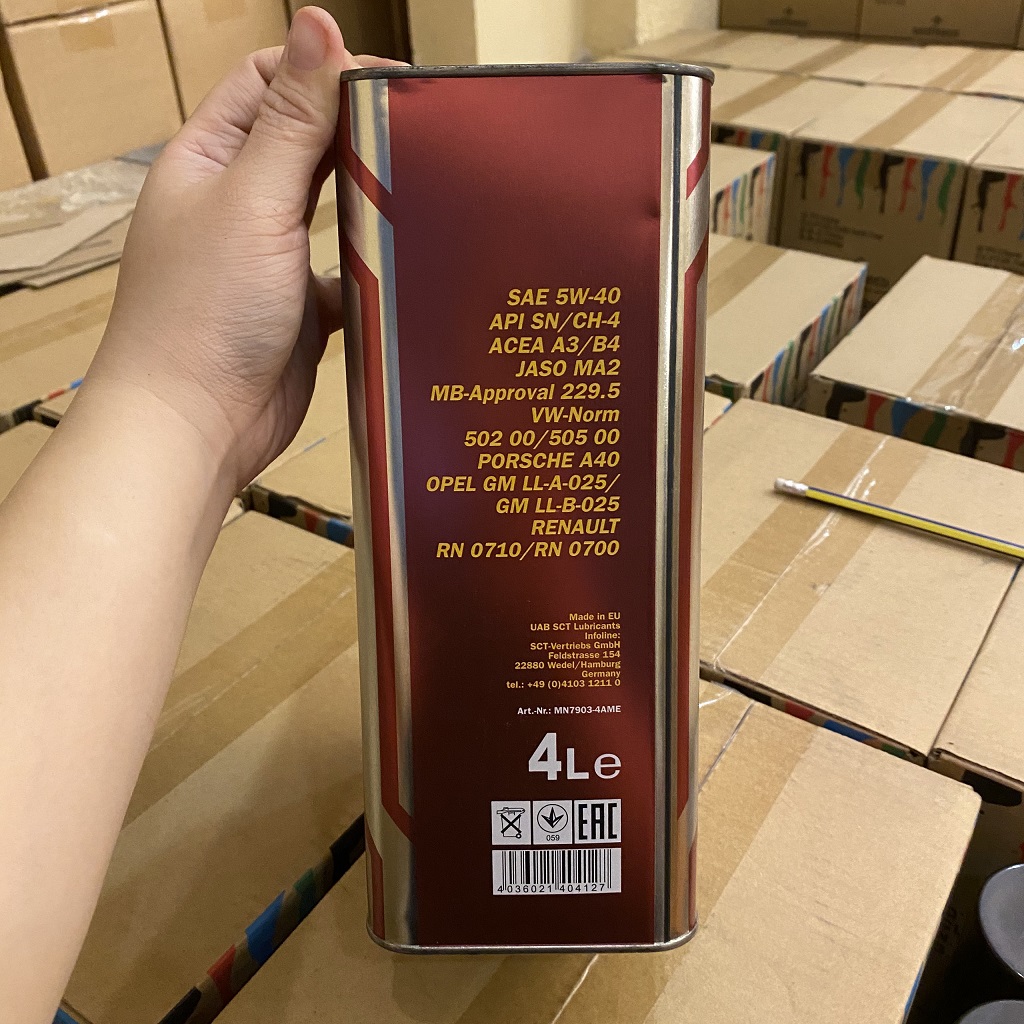 SAE 5W-40
API SN/CH-4
ACEA A3/B4
JASO MA2
MB-Approval 229.5
VW-Norm
502 00/505 00
PORSCHE A40
OPEL GM LL-A-025/
GM LL-B-025
RENAULT
RN 0710/RN 0700
Made in EU
UAB SCT Lubricants
Infoline:
SCT-Vertriebs GmbH
Feldstrasse 154
22880 Wedel/Hamburg
Germany
tel.: +49 (0)4103 1211 0
Art.-Nr.: MN7903-4AME
4L e
059
EAC
4 036021 404127